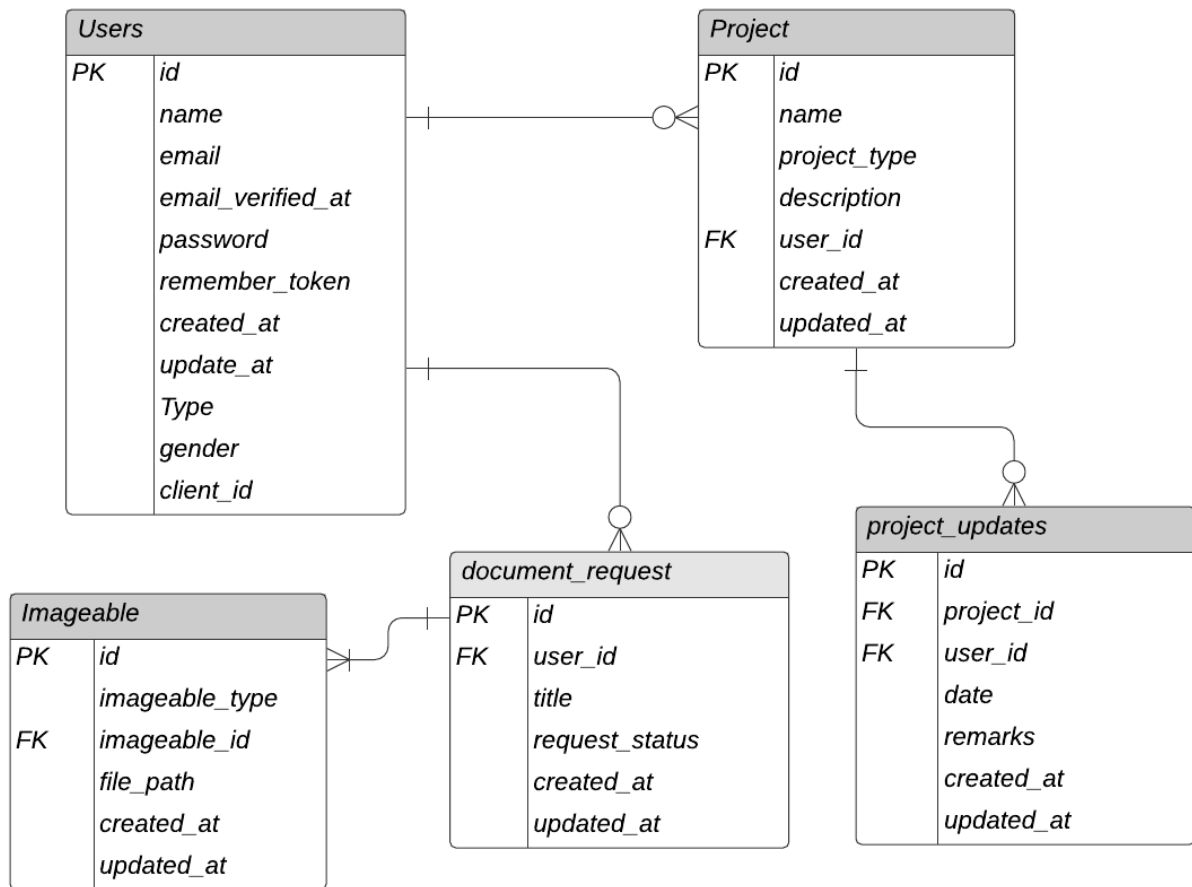 Users
PK id
name
email
email_verified_at
password
remember_token
created_at
update_at
Type
gender
client_id
Project
PK id
name
project_type
description
FK user_id
created_at
updated_at
project_updates
PK id
FK project_id
FK user_id
date
remarks
created_at
updated_at
document_request
PK id
FK user_id
title
request_status
created_at
updated_at
Imageable
PK id
imageable_type
FK imageable_id
file_path
created_at
updated_at